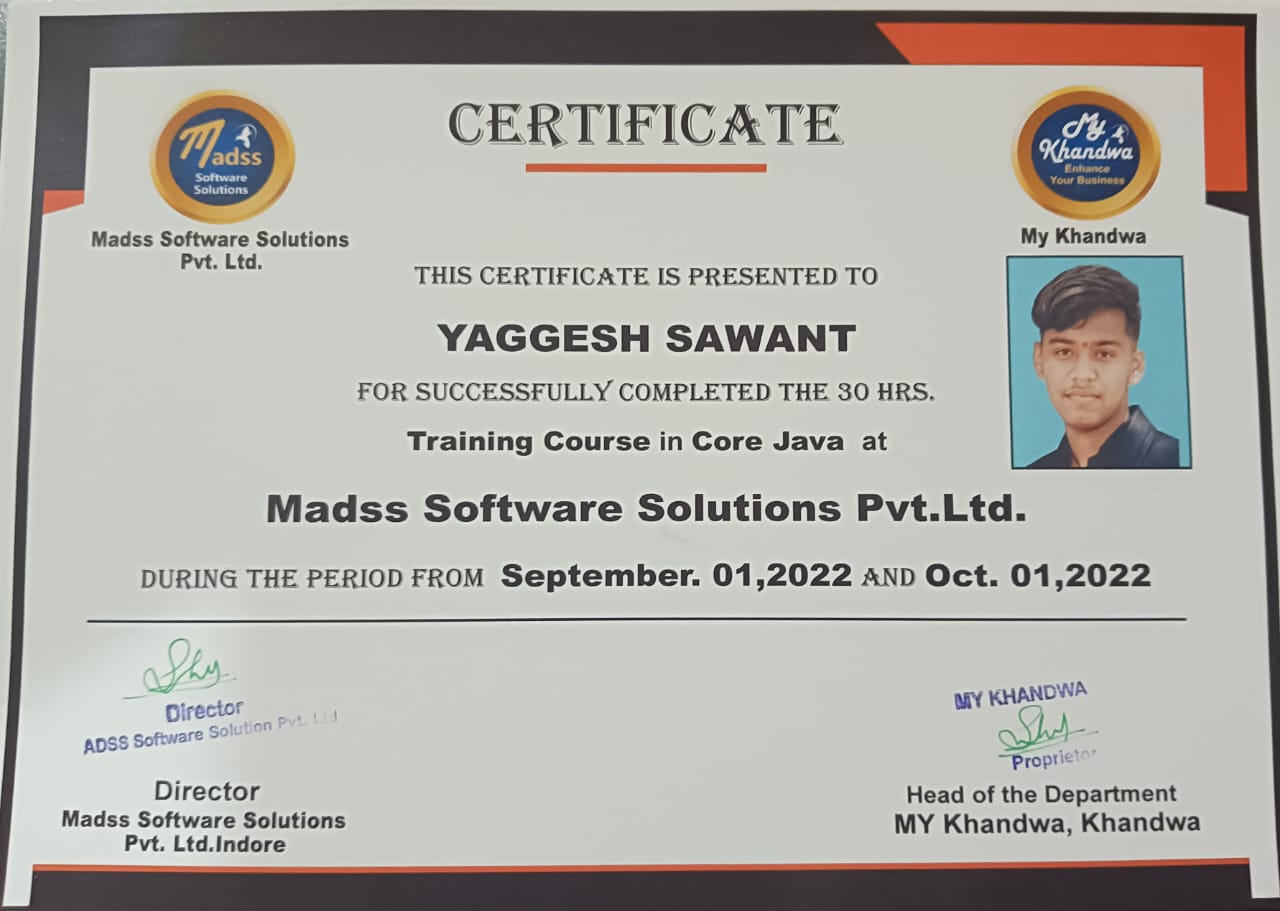 CERTIFICATE
Madss
Software
Solutions
Madss Software Solutions
Pvt. Ltd.
My
Khandwa
Enhance
Your Business
My Khandwa
THIS CERTIFICATE IS PRESENTED TO
YAGGESH SAWANT
FOR SUCCESSFULLY COMPLETED THE 30 HRS.
Training Course in Core Java at
Madss Software Solutions Pvt.Ltd.
DURING THE PERIOD FROM September. 01,2022 AND Oct. 01,2022
Director
ADSS Software Solution Pvt. Ltd
Director
Madss Software Solutions
Pvt. Ltd.Indore
MY KHANDWA
Proprietor
Head of the Department
MY Khandwa, Khandwa